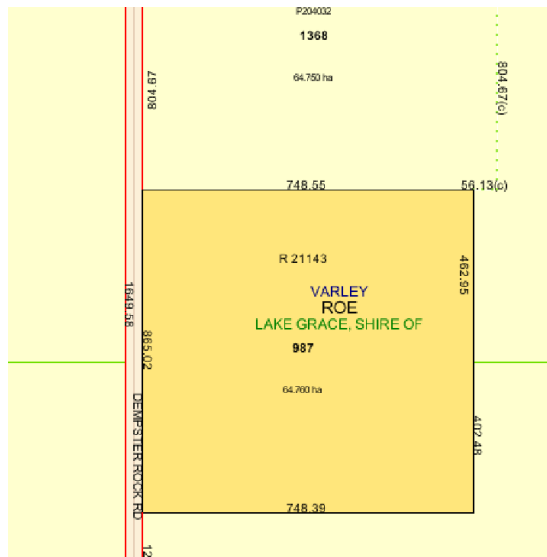 P204032
1368
64.750 ha
804.67
804.67(c)
748.55
56.13(c)
R 21143
462.95
VARLEY
ROE
LAKE GRACE, SHIRE OF
1649.58
865.02
987
64.760 ha
DEMPSTER ROCK RD
402.48
748.39
12